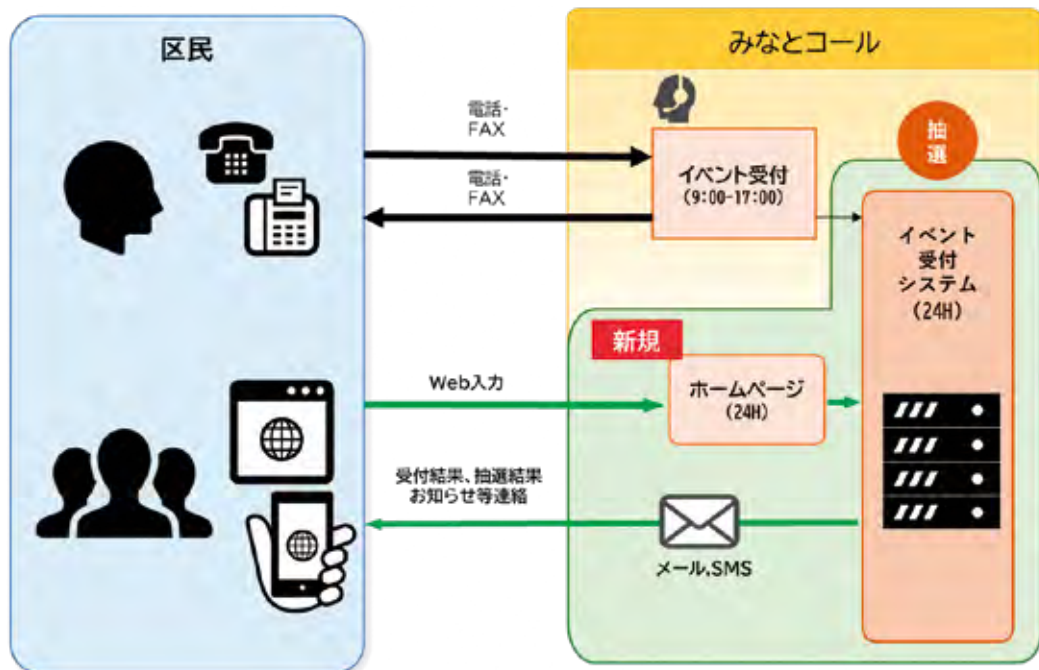 区民
みなとコール
電話・
FAX
抽
選
電話・
FAX
イベント受付
(9:00-17:00)
イベント
受付
システム
(24H)
新規
Web入力
ホームページ
(24H)
受付結果、抽選結果
お知らせ等連絡
メール、SMS